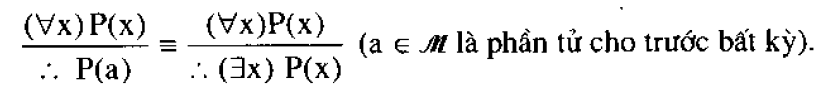 (∀x)P(x) / ∴ P(a) ≡ (∀x)P(x) / ∴ (∃x) P(x) (a ∈ 𝓜 là phần tử cho trước bất kỳ).